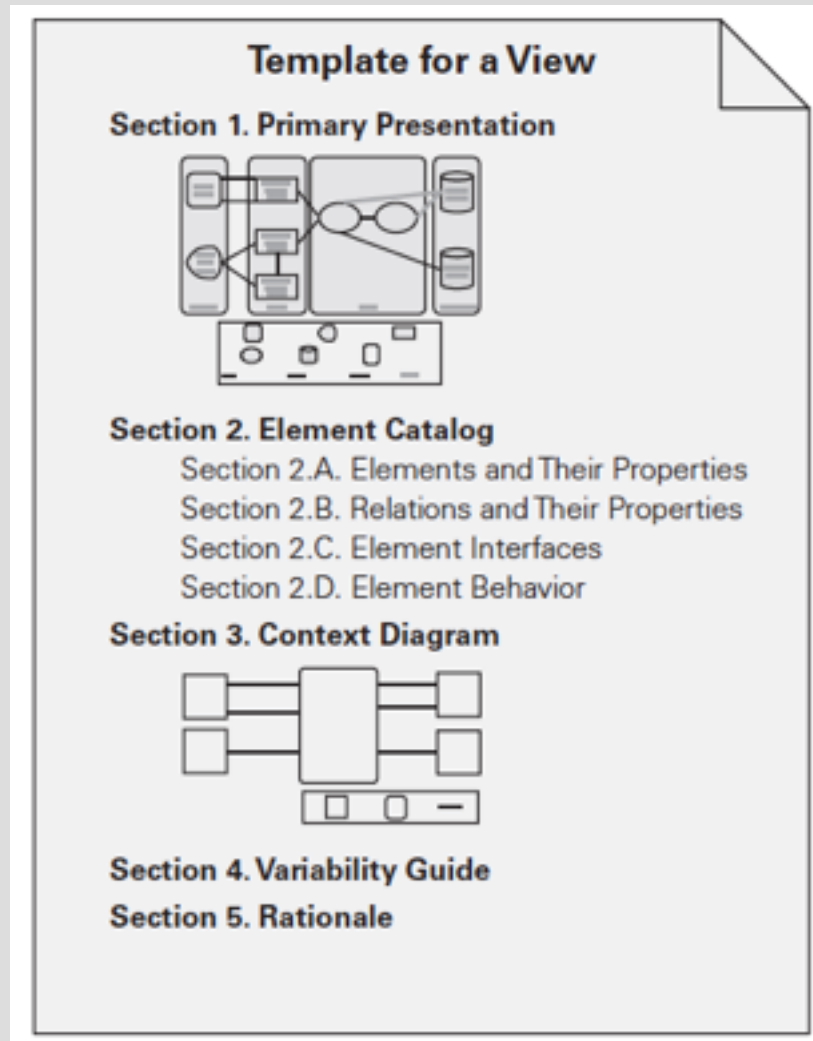 Template for a View
Section 1. Primary Presentation
Section 2. Element Catalog
Section 2.A. Elements and Their Properties
Section 2.B. Relations and Their Properties
Section 2.C. Element Interfaces
Section 2.D. Element Behavior
Section 3. Context Diagram
Section 4. Variability Guide
Section 5. Rationale